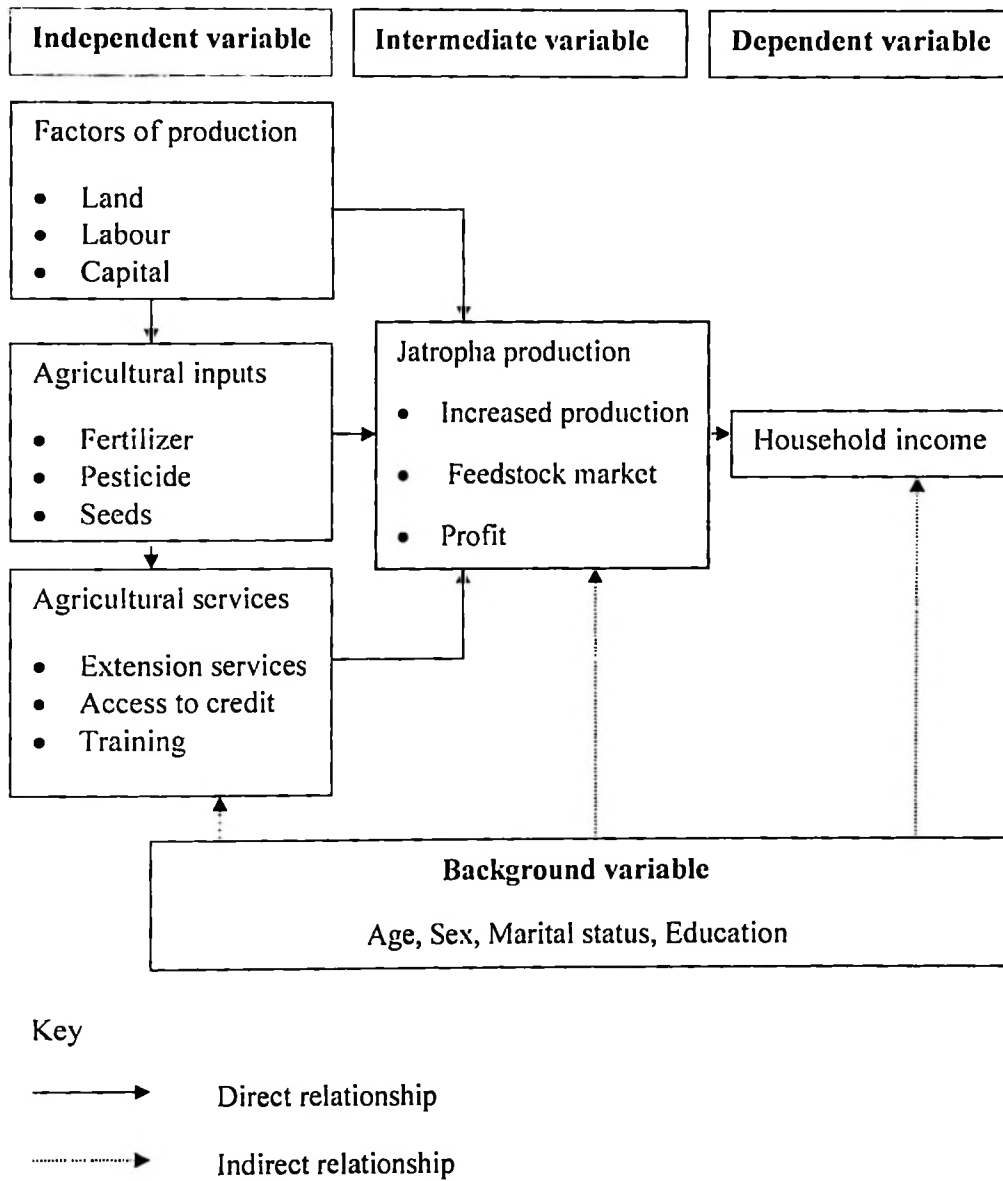 Independent variable
Intermediate variable
Dependent variable
Factors of production
• Land
• Labour
• Capital
Agricultural inputs
• Fertilizer
• Pesticide
• Seeds
Agricultural services
• Extension services
• Access to credit
• Training
Jatropha production
• Increased production
• Feedstock market
• Profit
Household income
Background variable
Age, Sex, Marital status, Education
Key
Direct relationship
Indirect relationship